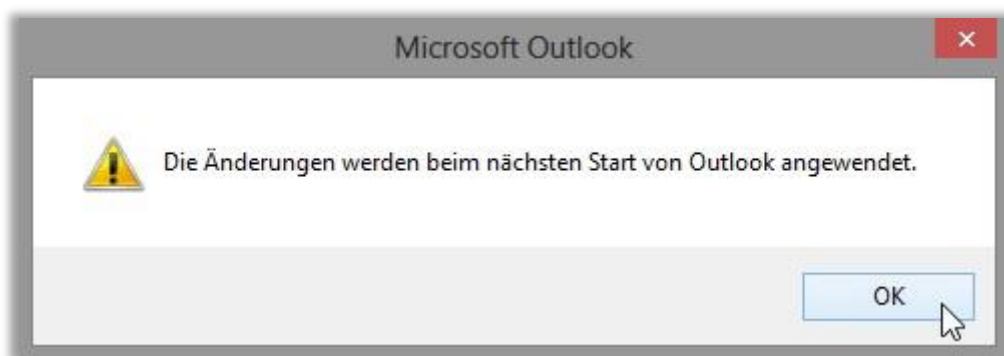 Microsoft Outlook
Die Änderungen werden beim nächsten Start von Outlook angewendet.
OK